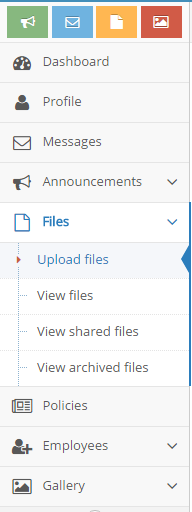 Dashboard
Profile
Messages
Announcements
Files
Upload files
View files
View shared files
View archived files
Policies
Employees
Gallery